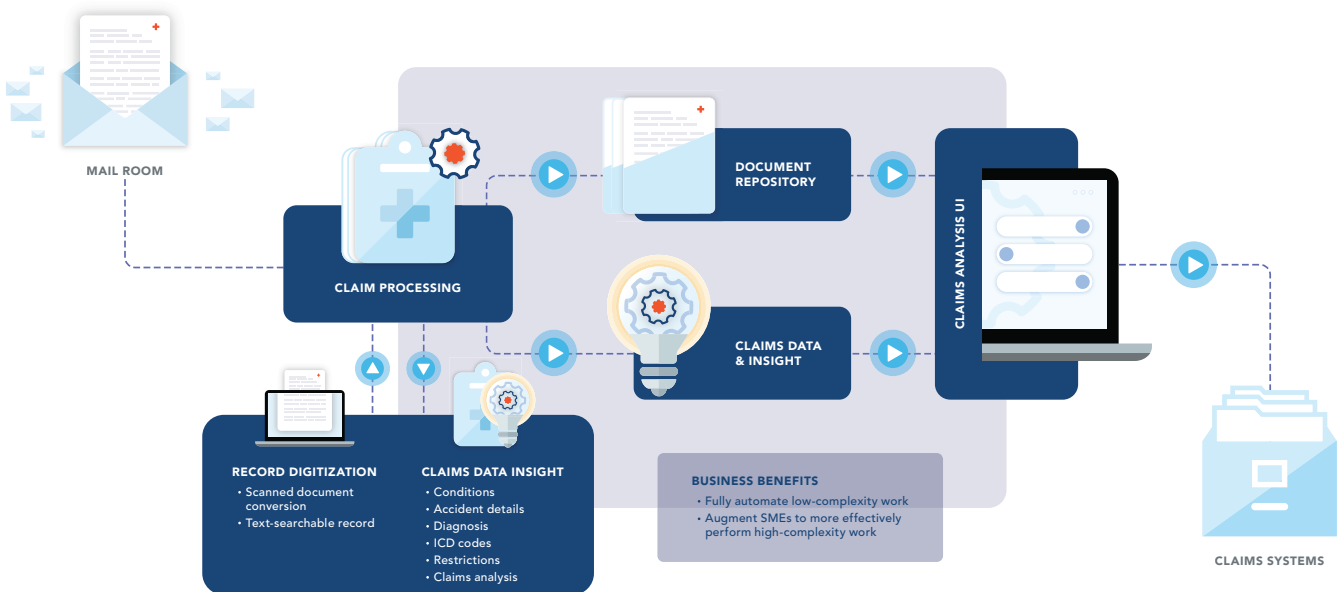 MAIL ROOM
CLAIM PROCESSING
DOCUMENT
REPOSITORY
CLAIMS DATA
& INSIGHT
CLAIMS ANALYSIS UI
RECORD DIGITIZATION
• Scanned document
conversion
• Text-searchable record
CLAIMS DATA INSIGHT
• Conditions
• Accident details
• Diagnosis
• ICD codes
• Restrictions
• Claims analysis
BUSINESS BENEFITS
• Fully automate low-complexity work
• Augment SMEs to more effectively
perform high-complexity work
CLAIMS SYSTEMS